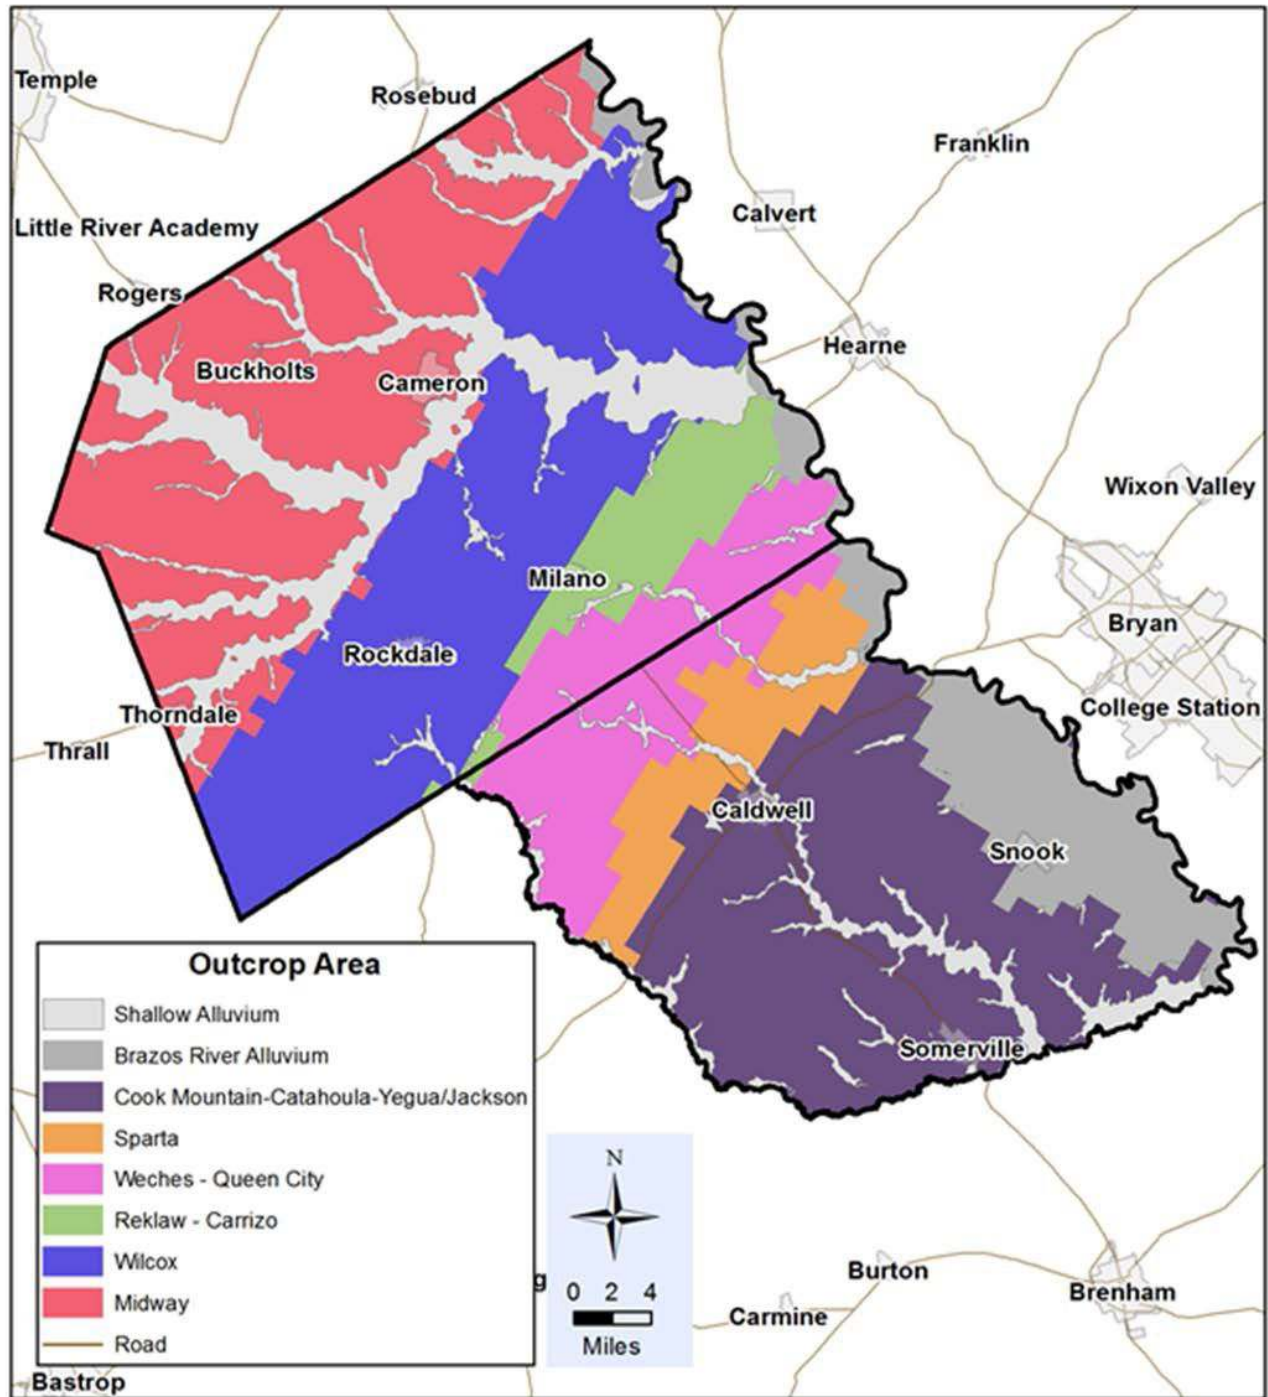 Temple
Rosebud
Franklin
Calvert
Little River Academy
Rogers
Hearne
Buckholts
Cameron
Wixon Valley
Milano
Bryan
Rockdale
College Station
Thorndale
Thrall
Caldwell
Snook
Somerville
Outcrop Area
Shallow Alluvium
Brazos River Alluvium
Cook Mountain-Catahoula-Yegua/Jackson
Sparta
Weches - Queen City
Reklaw - Carrizo
Wilcox
Midway
Road
N
0 2 4
Miles
g
Burton
Brenham
Carmine
Bastrop